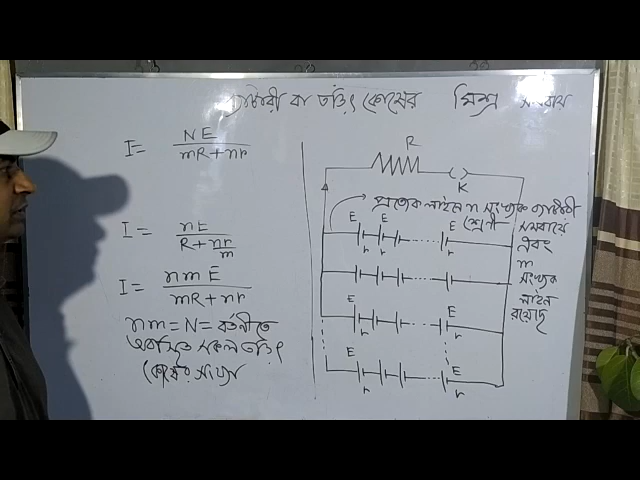 ব্যাটারী বা তড়িৎ কোষের মিশ্র সমবায়
I = NE / mR + nr
I = nE / R + nr/m
I = nmE / mR + nr
nm = N = বর্তনীতে
অবস্থিত সকল তড়িৎ
কোষের সংখ্যা
R
K
প্রত্যেক লাইনে n সংখ্যক ব্যাটারী
শ্রেণী সমবায়ে
এবং
m
সংখ্যক
লাইন
রয়েছে
E E E
r r r
E E
r r
E E
r r